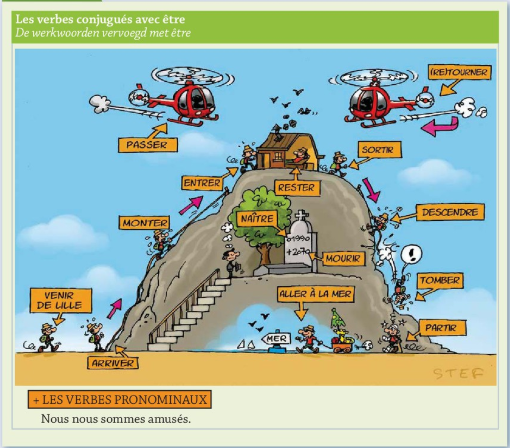 Les verbes conjugués avec être
De werkwoorden vervoegd met être
(RE)TOURNER
PASSER
SORTIR
ENTRER
RESTER
NAÎTRE
DESCENDRE
MONTER
°1990
MOURIR
!
TOMBER
VENIR
DE LILLE
ALLER À LA MER
MER
PARTIR
ARRIVER
STEF
+ LES VERBES PRONOMINAUX
Nous nous sommes amusés.